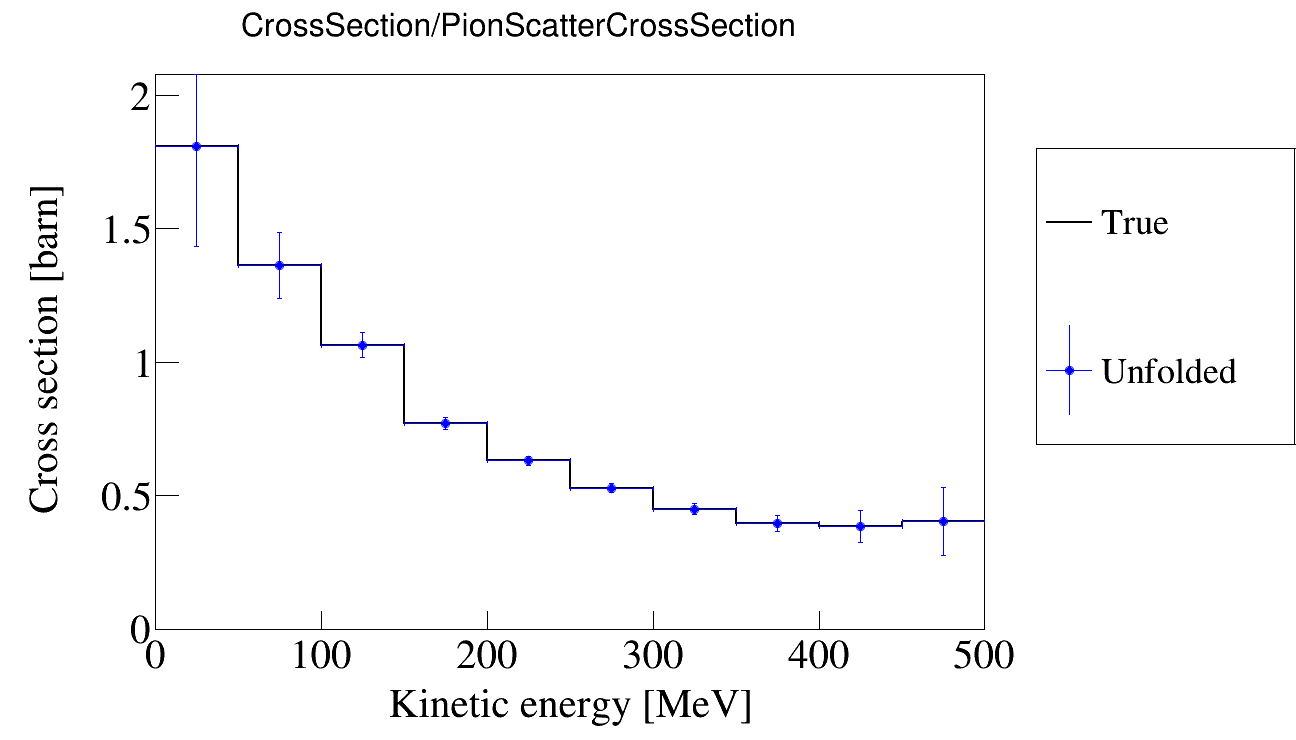 CrossSection/PionScatterCrossSection
2
1.5
1
0.5
0
Cross section [barn]
0 100 200 300 400 500
Kinetic energy [MeV]
True
Unfolded